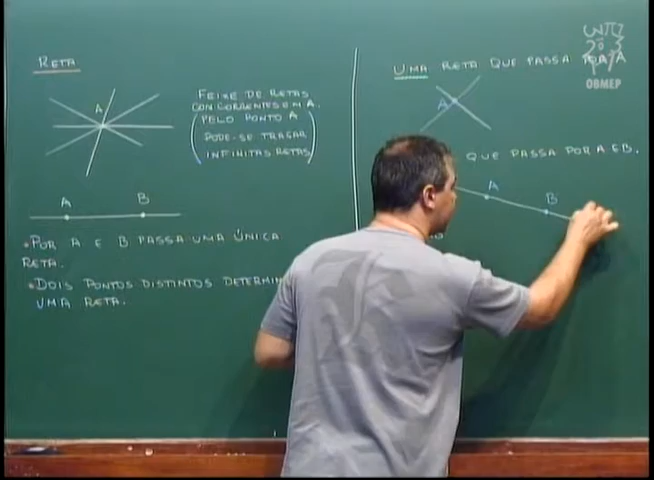 RETA
A
FEIXE DE RETAS
CONCORRENTES EM A.
PELO PONTO A
PODE-SE TRAÇAR
INFINITAS RETAS
A B
• POR A E B PASSA UMA ÚNICA
RETA.
• DOIS PONTOS DISTINTOS DETERMIN
UMA RETA.
UMA RETA QUE PASSA POR A
A
QUE PASSA POR A E B.
A
B
OBMEP